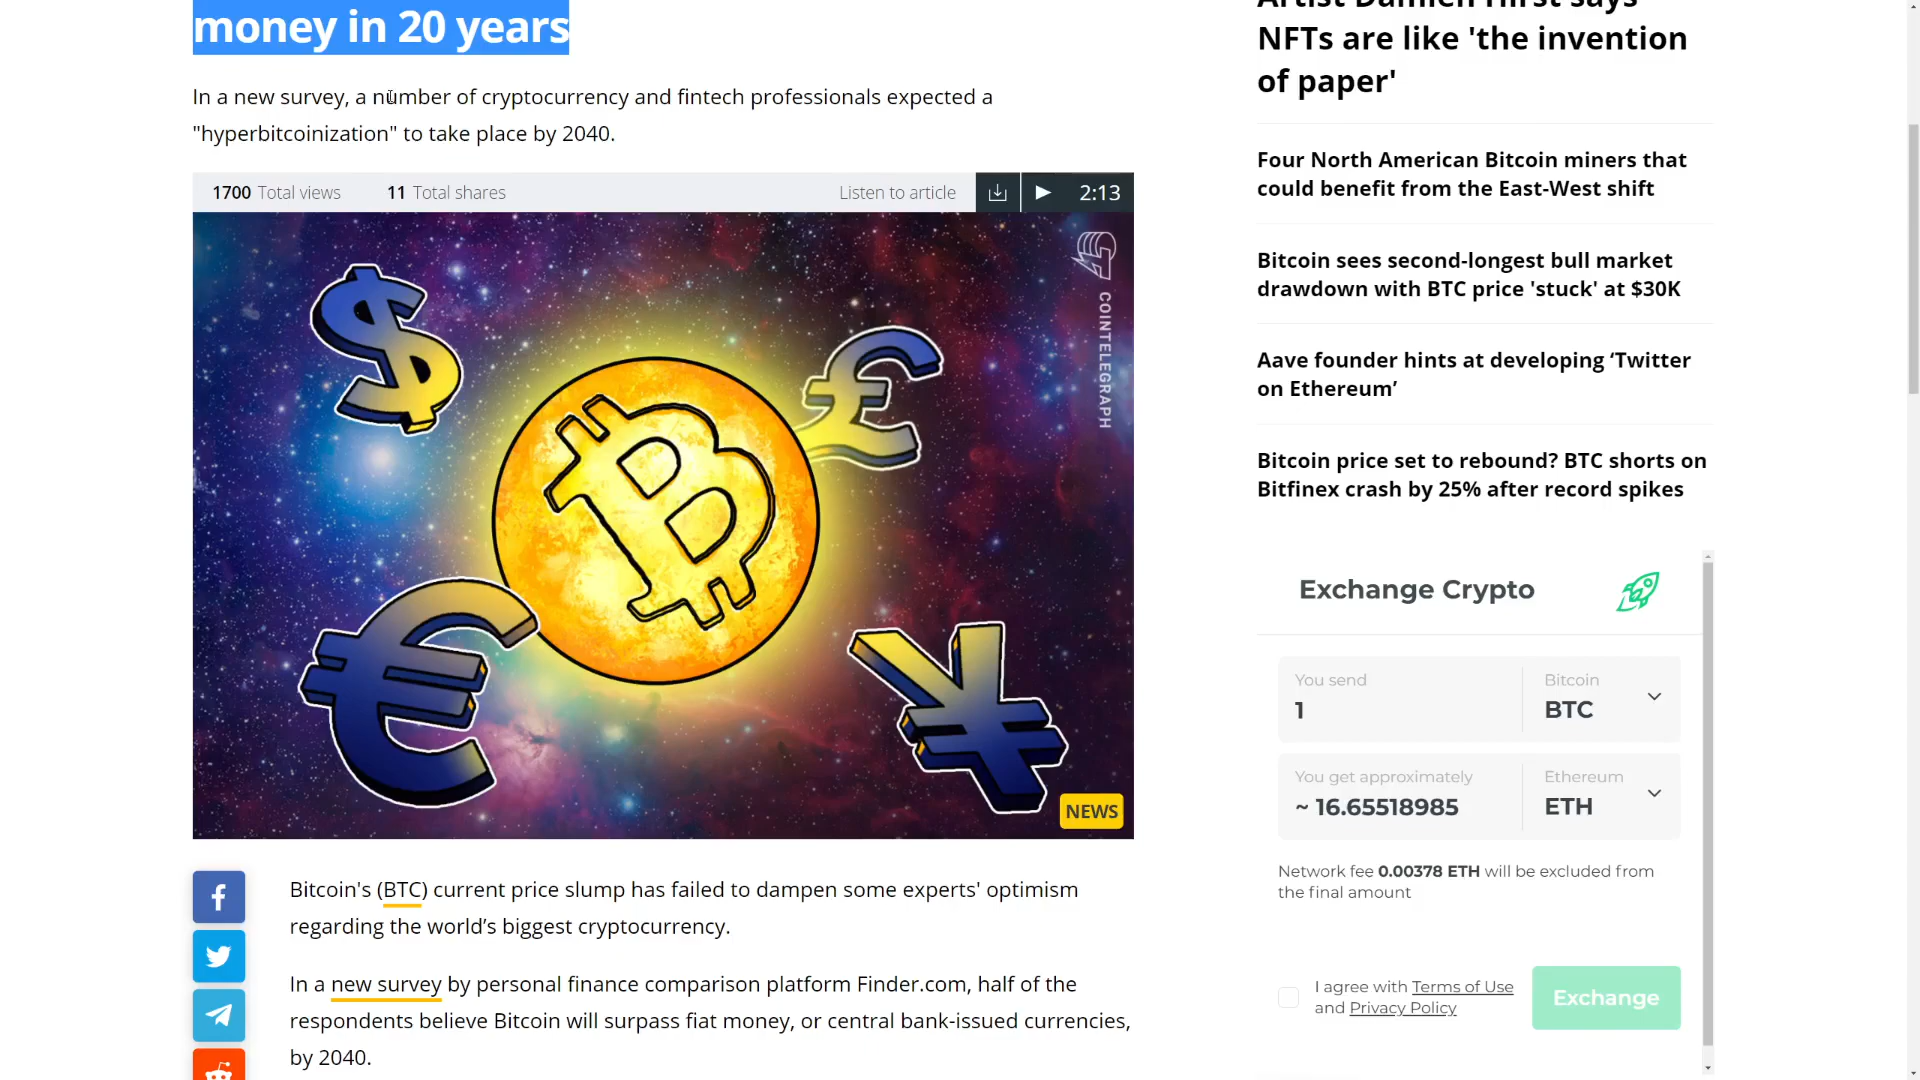 money in 20 years
In a new survey, a number of cryptocurrency and fintech professionals expected a
"hyperbitcoinization" to take place by 2040.
1700 Total views 11 Total shares Listen to article 2:13
COINTELEGRAPH
NEWS
Bitcoin's (BTC) current price slump has failed to dampen some experts' optimism
regarding the world’s biggest cryptocurrency.
In a new survey by personal finance comparison platform Finder.com, half of the
respondents believe Bitcoin will surpass fiat money, or central bank-issued currencies,
by 2040.
Artist Damien Hirst says
NFTs are like 'the invention
of paper'
Four North American Bitcoin miners that
could benefit from the East-West shift
Bitcoin sees second-longest bull market
drawdown with BTC price 'stuck' at $30K
Aave founder hints at developing ‘Twitter
on Ethereum’
Bitcoin price set to rebound? BTC shorts on
Bitfinex crash by 25% after record spikes
Exchange Crypto
You send Bitcoin
1 BTC
You get approximately Ethereum
~ 16.65518985 ETH
Network fee 0.00378 ETH will be excluded from
the final amount
I agree with Terms of Use
and Privacy Policy
Exchange